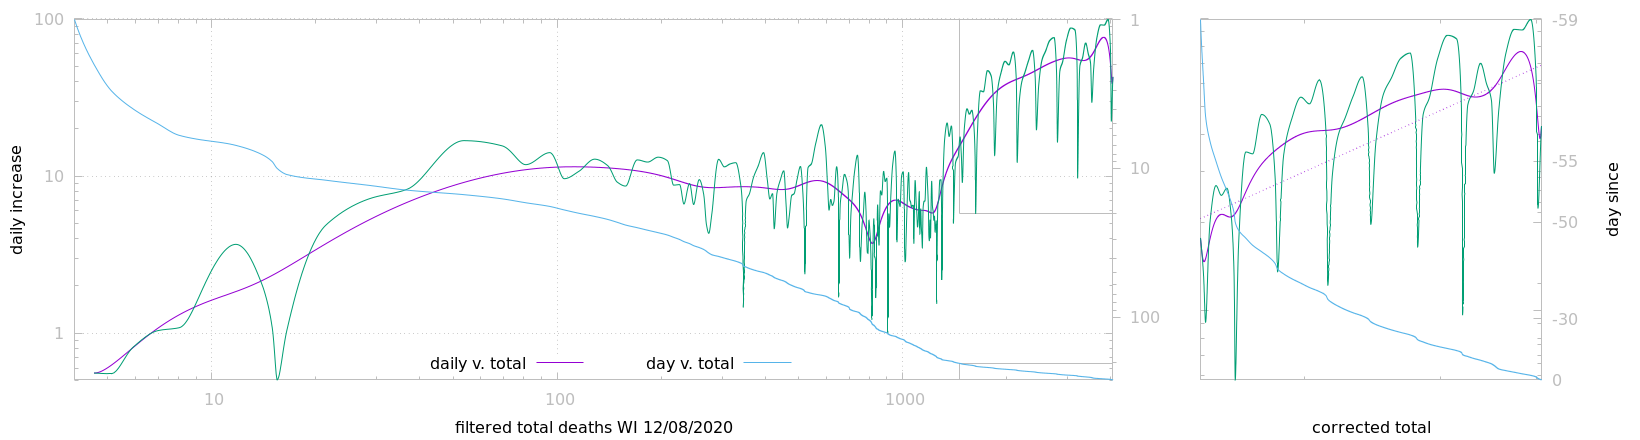 100
10
1
daily increase
10
100
1000
filtered total deaths WI 12/08/2020
daily v. total
day v. total
1
10
100
-59
-55
-50
-30
0
day since
corrected total